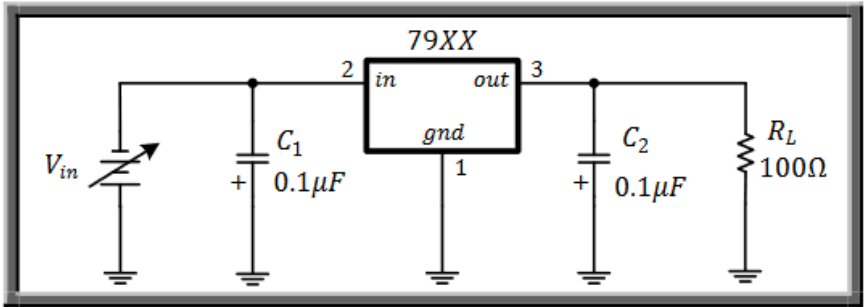 79XX
2 in out 3
gnd
1
V_in
C_1
+ 0.1μF
C_2
+ 0.1μF
R_L
100Ω